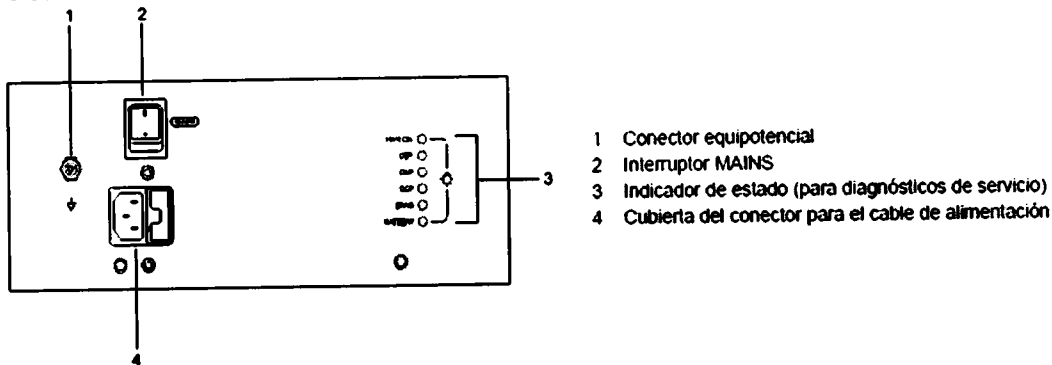 1
2
3
4
1 Conector equipotencial
2 Interruptor MAINS
3 Indicador de estado (para diagnósticos de servicio)
4 Cubierta del conector para el cable de alimentación